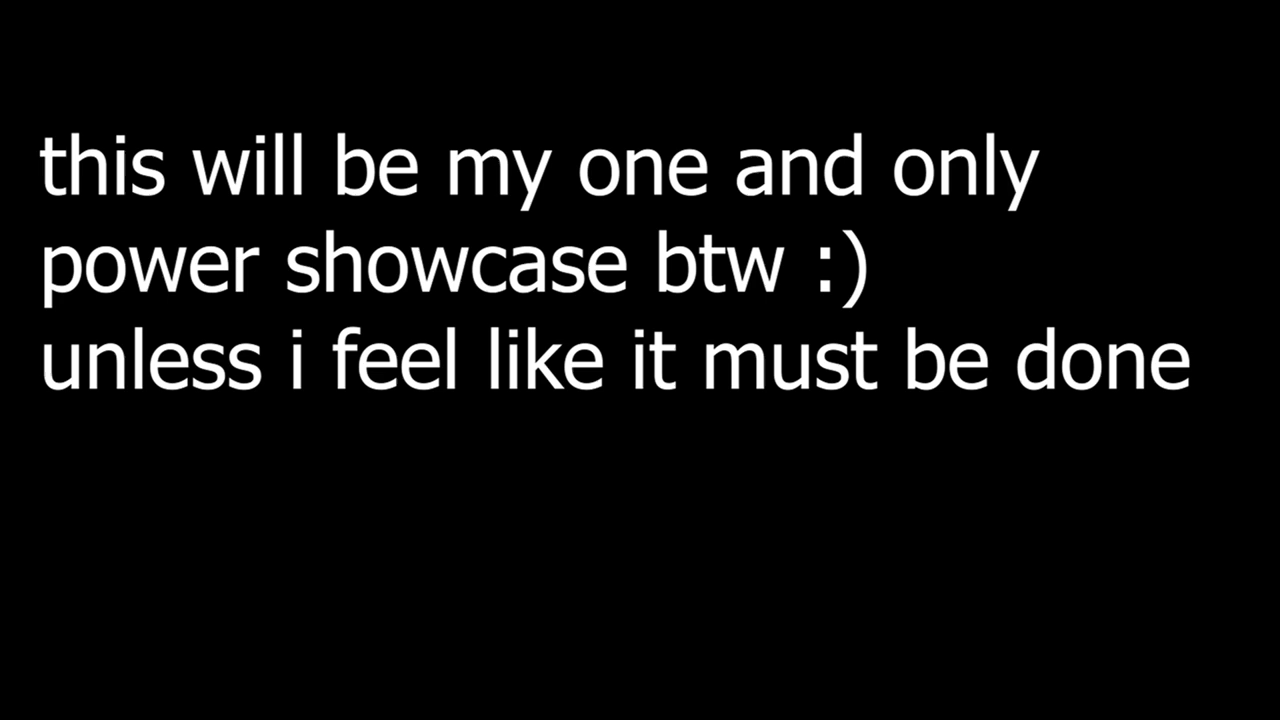 this will be my one and only
power showcase btw :)
unless i feel like it must be done